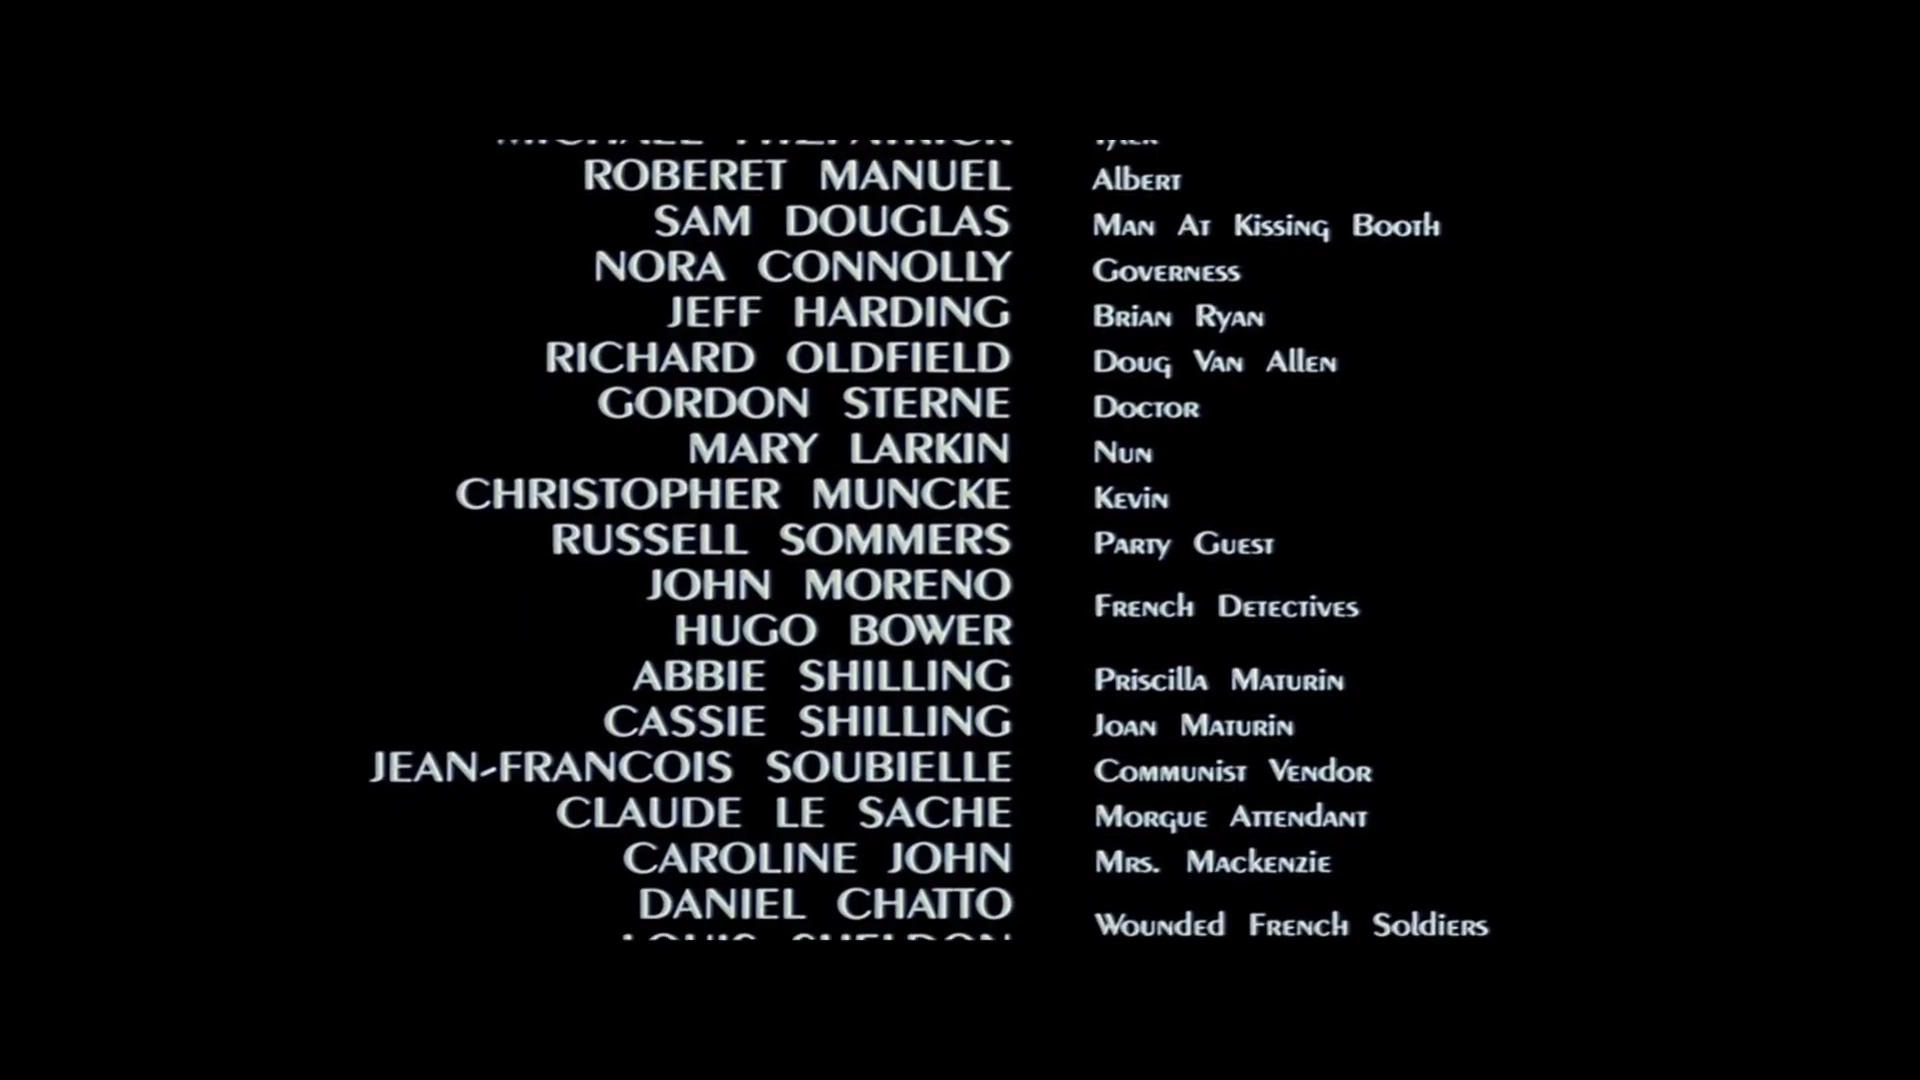 ROBERET MANUEL Albert
SAM DOUGLAS Man At Kissing Booth
NORA CONNOLLY Governess
JEFF HARDING Brian Ryan
RICHARD OLDFIELD Doug Van Allen
GORDON STERNE Doctor
MARY LARKIN Nun
CHRISTOPHER MUNCKE Kevin
RUSSELL SOMMERS Party Guest
JOHN MORENO
French Detectives
HUGO BOWER
ABBIE SHILLING Priscilla Maturin
CASSIE SHILLING Joan Maturin
JEAN-FRANCOIS SOUBIELLE Communist Vendor
CLAUDE LE SACHE Morgue Attendant
CAROLINE JOHN Mrs. Mackenzie
DANIEL CHATTO
Wounded French Soldiers